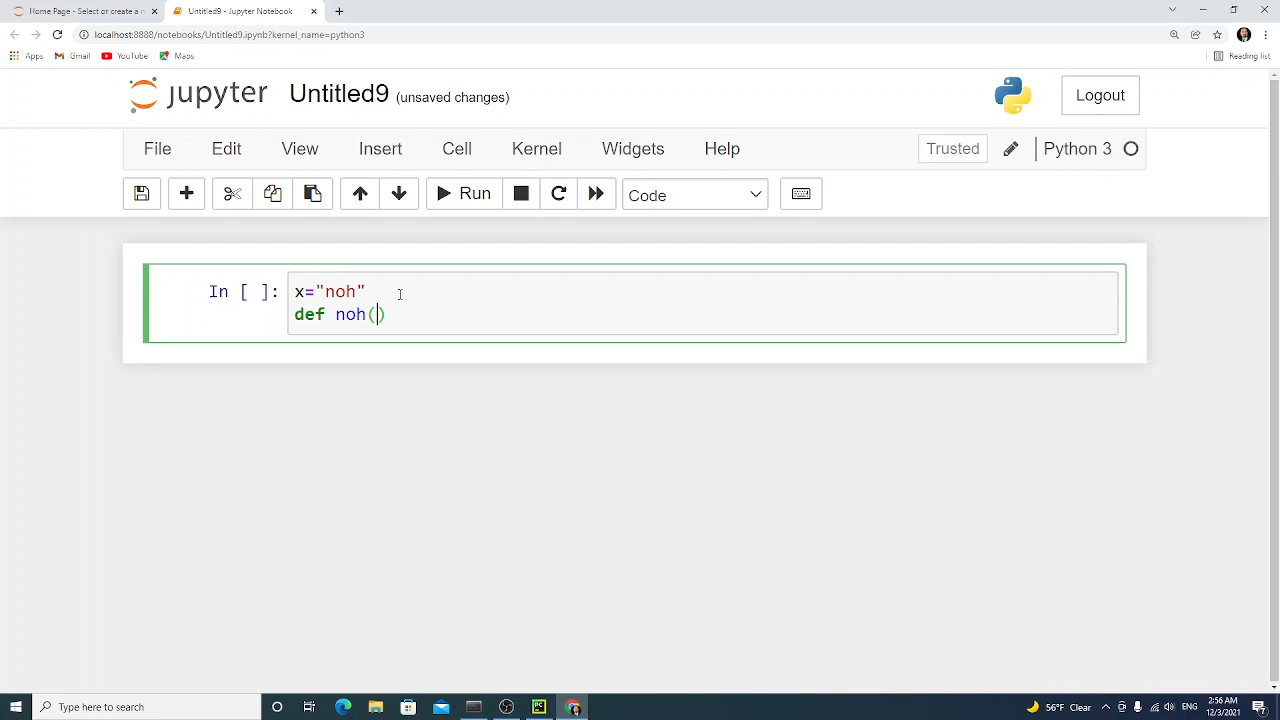 Home Page - Select or create a n
Untitled9 - Jupyter Notebook
localhost:8888/notebooks/Untitled9.ipynb?kernel_name=python3
Apps Gmail YouTube Maps Reading list
jupyter Untitled9 (unsaved changes) Logout
File Edit View Insert Cell Kernel Widgets Help Trusted Python 3
Run Code
In [ ]: x="noh"
def noh()
Type here to search
56°F Clear ENG 2:56 AM
12/3/2021